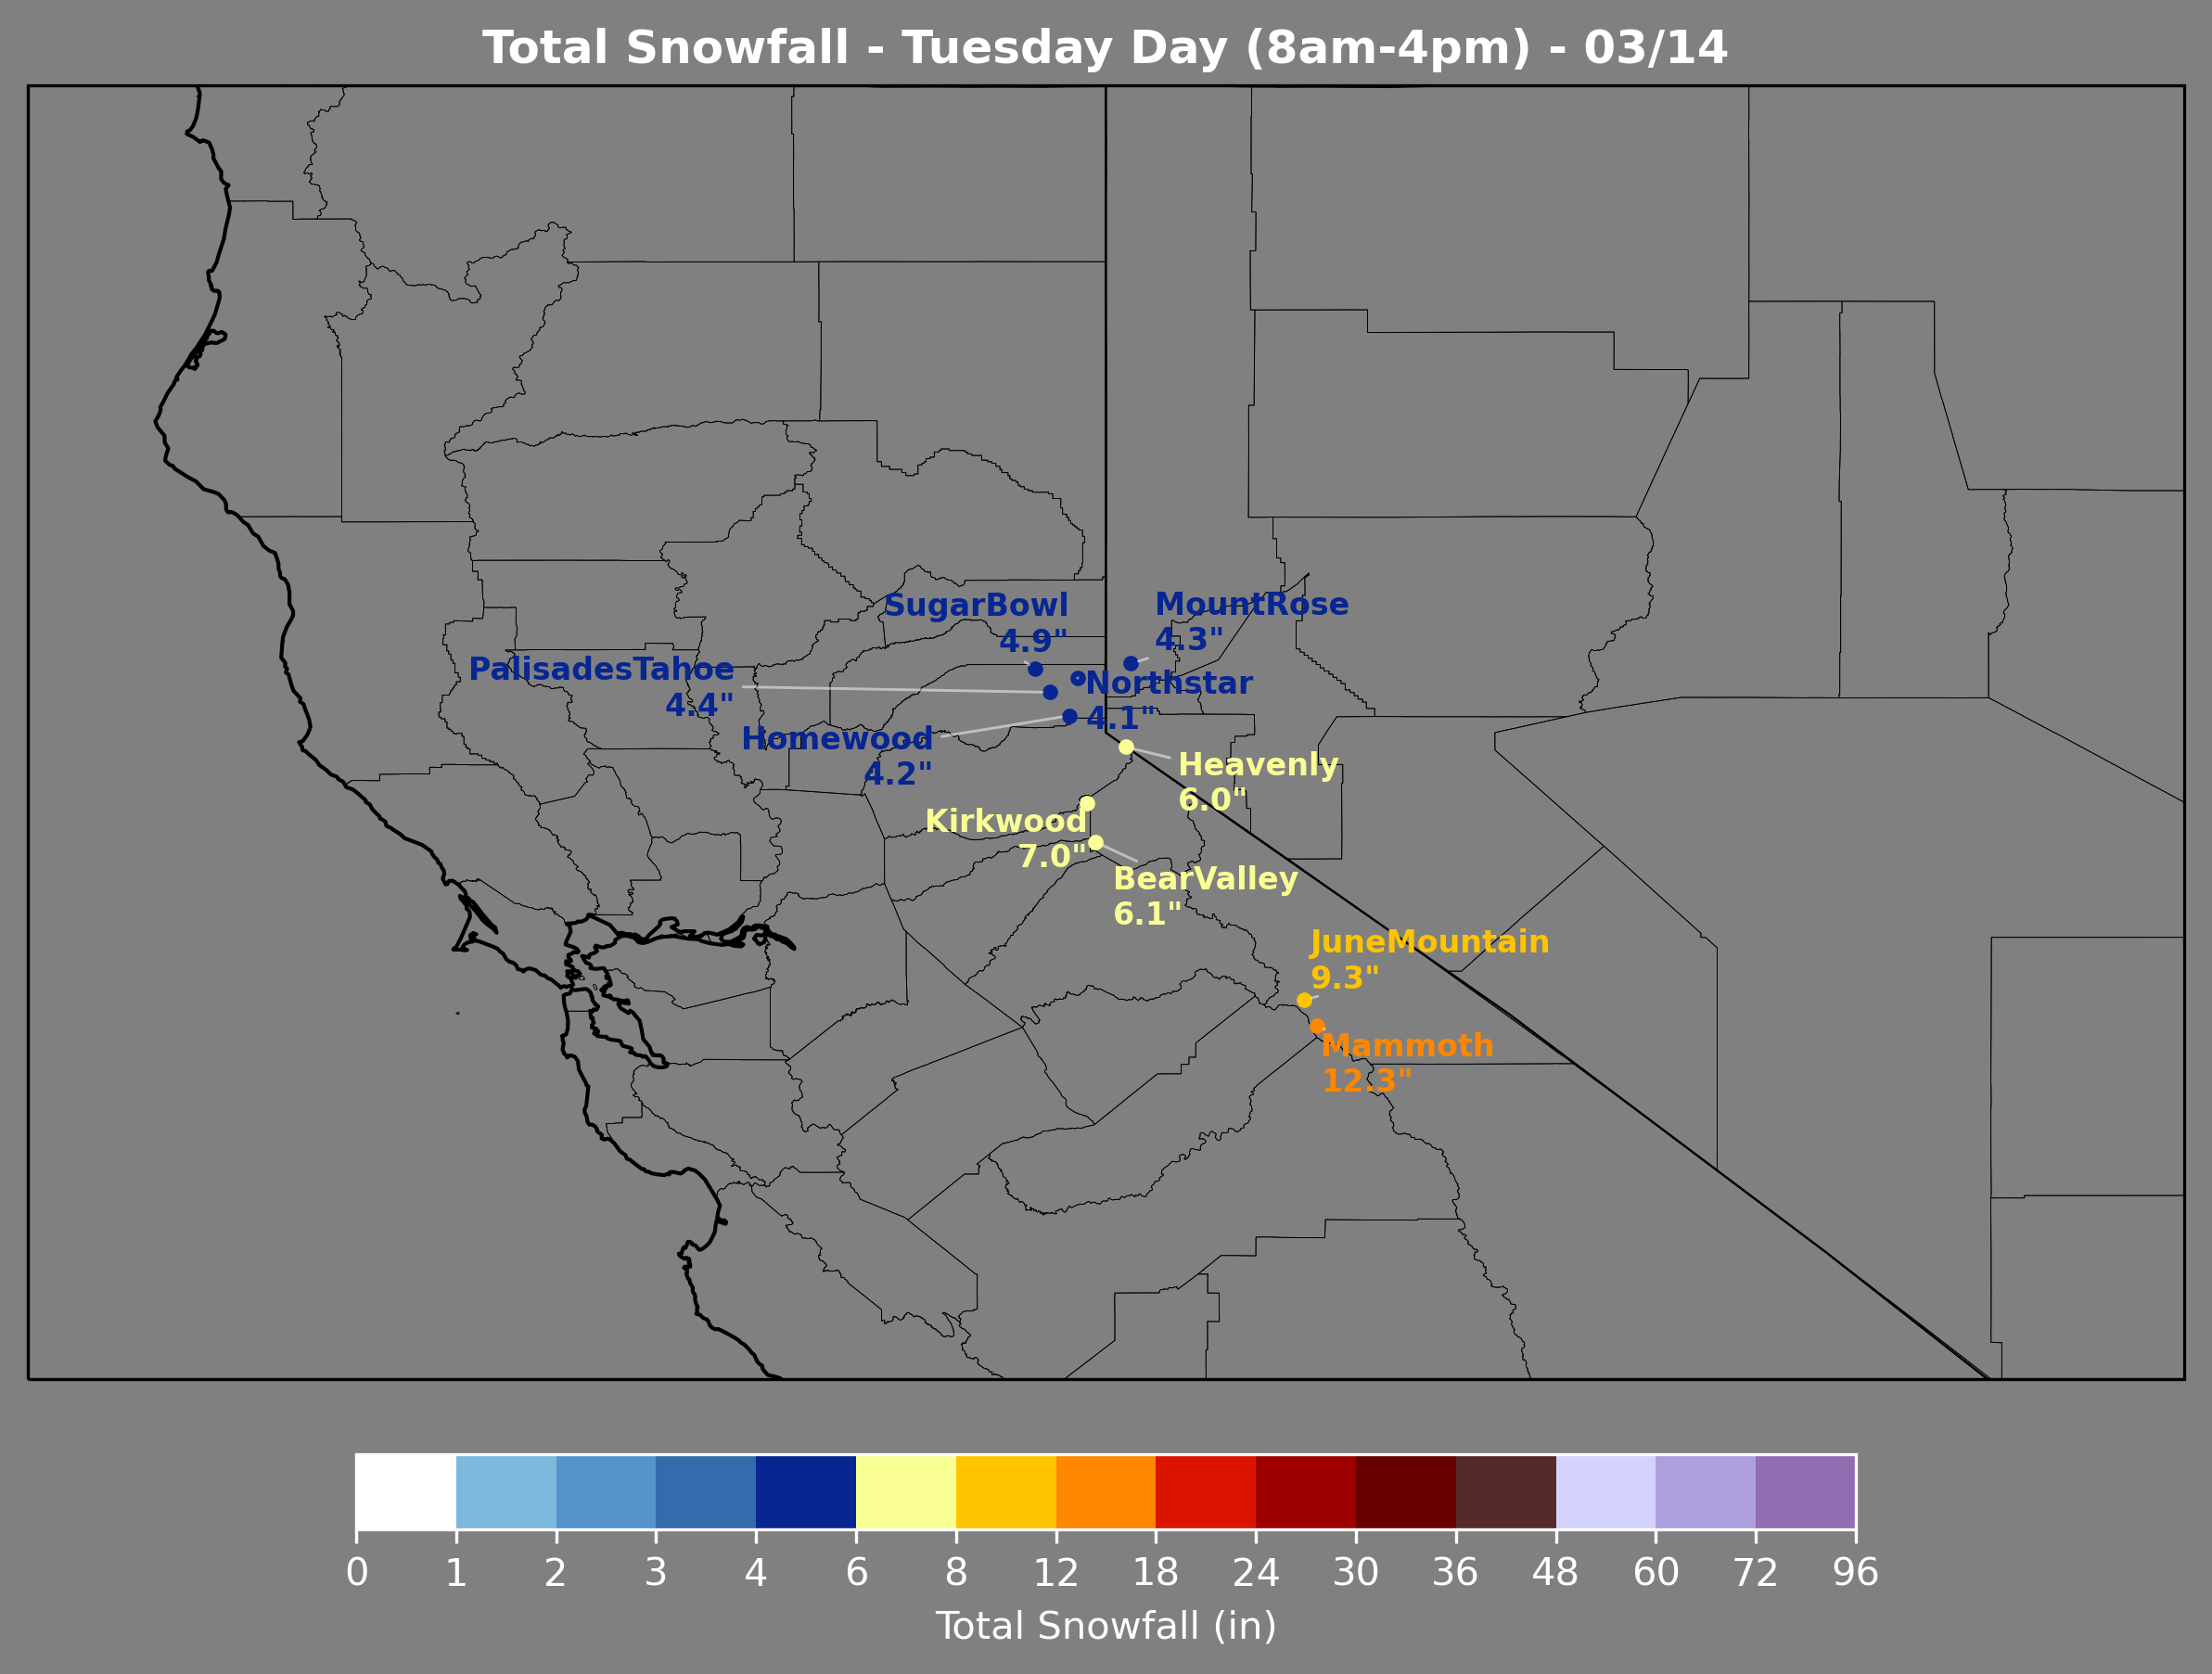 Total Snowfall - Tuesday Day (8am-4pm) - 03/14
SugarBowl
4.9"
MountRose
4.3"
PalisadesTahoe
4.4"
Northstar
4.1"
Homewood
4.2"
Heavenly
6.0"
Kirkwood
7.0"
BearValley
6.1"
JuneMountain
9.3"
Mammoth
12.3"
0 1 2 3 4 6 8 12 18 24 30 36 48 60 72 96
Total Snowfall (in)